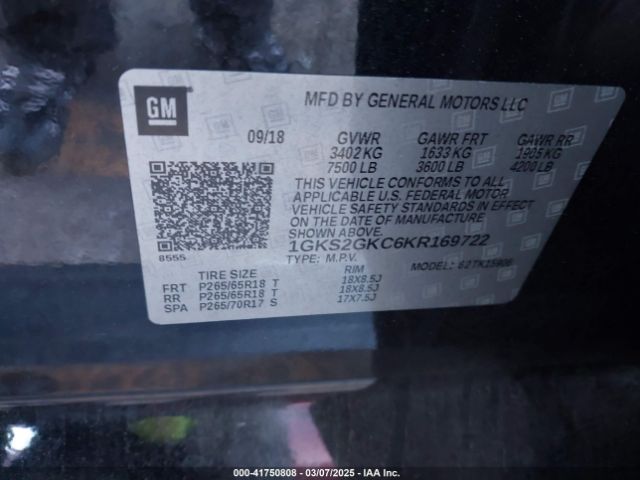 GM
MFD BY GENERAL MOTORS LLC
09/18 GVWR GAWR FRT GAWR RR
3402 KG 1633 KG 1905 KG
7500 LB 3600 LB 4200 LB
THIS VEHICLE CONFORMS TO ALL
APPLICABLE U.S. FEDERAL MOTOR
VEHICLE SAFETY STANDARDS IN EFFECT
ON THE DATE OF MANUFACTURE
SHOWN ABOVE.
1GKS2GKC6KR169722
8555
TYPE: M.P.V. MODEL:
TIRE SIZE RIM
FRT P265/65R18 T 18X8.5J
RR P265/65R18 T 18X8.5J
SPA P265/70R17 S 17X7.5J
000-41750808 - 03/07/2025 - IAA Inc.